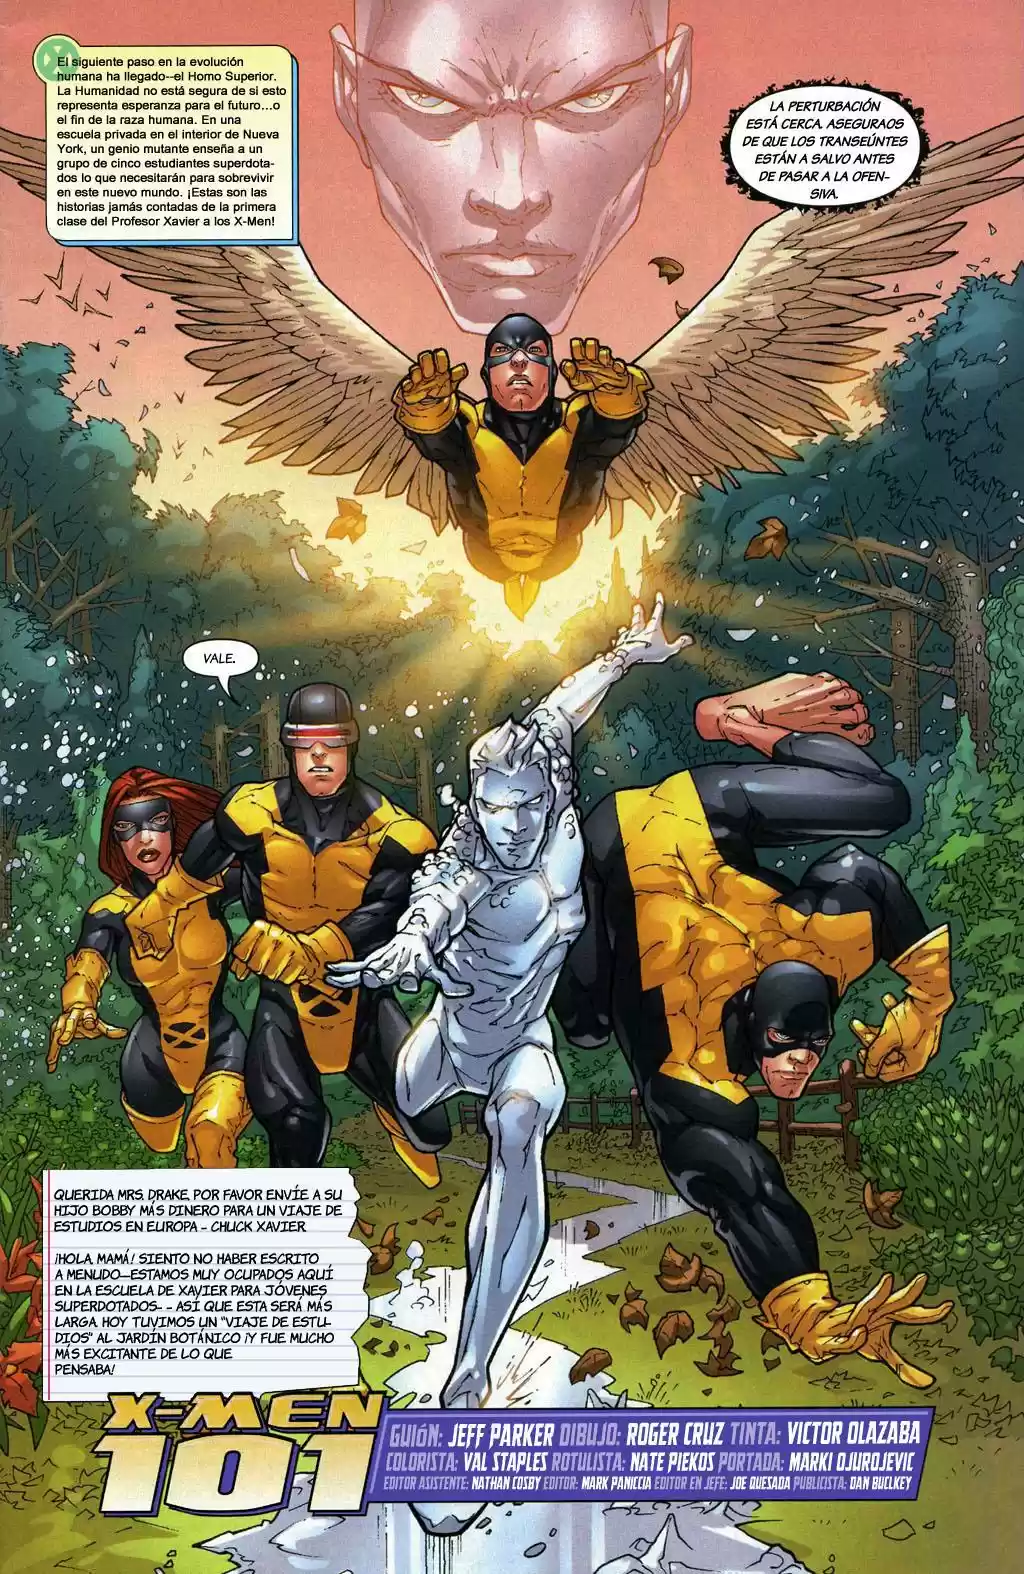 El siguiente paso en la evolución
humana ha llegado--el Homo Superior.
La Humanidad no está segura de si esto
representa esperanza para el futuro...o
el fin de la raza humana. En una
escuela privada en el interior de Nueva
York, un genio mutante enseña a un
grupo de cinco estudiantes superdota-
dos lo que necesitarán para sobrevivir
en este nuevo mundo. ¡Estas son las
historias jamás contadas de la primera
clase del Profesor Xavier a los X-Men!
LA PERTURBACIÓN
ESTÁ CERCA. ASEGURAOS
DE QUE LOS TRANSEÚNTES
ESTÁN A SALVO ANTES
DE PASAR A LA OFEN-
SIVA.
VALE.
QUERIDA MRS. DRAKE, POR FAVOR ENVÍE A SU
HIJO BOBBY MÁS DINERO PARA UN VIAJE DE
ESTUDIOS EN EUROPA - CHUCK XAVIER
¡HOLA, MAMÁ! SIENTO NO HABER ESCRITO
A MENUDO--ESTAMOS MUY OCUPADOS AQUÍ
EN LA ESCUELA DE XAVIER PARA JÓVENES
SUPERDOTADOS- - ASÍ QUE ESTA SERÁ MÁS
LARGA. HOY TUVIMOS UN "VIAJE DE ESTU-
DIOS" AL JARDÍN BOTÁNICO ¡Y FUE MUCHO
MÁS EXCITANTE DE LO QUE
PENSABA!
X-MEN
101
GUIÓN: JEFF PARKER DIBUJO: ROGER CRUZ TINTA: VICTOR OLAZABA
COLORISTA: VAL STAPLES ROTULISTA: NATE PIEKOS PORTADA: MARKI DJUROJEVIC
EDITOR ASISTENTE: NATHAN COSBY EDITOR: MARK PANICCIA EDITOR EN JEFE: JOE QUESADA PUBLICISTA: DAN BUCLKEY